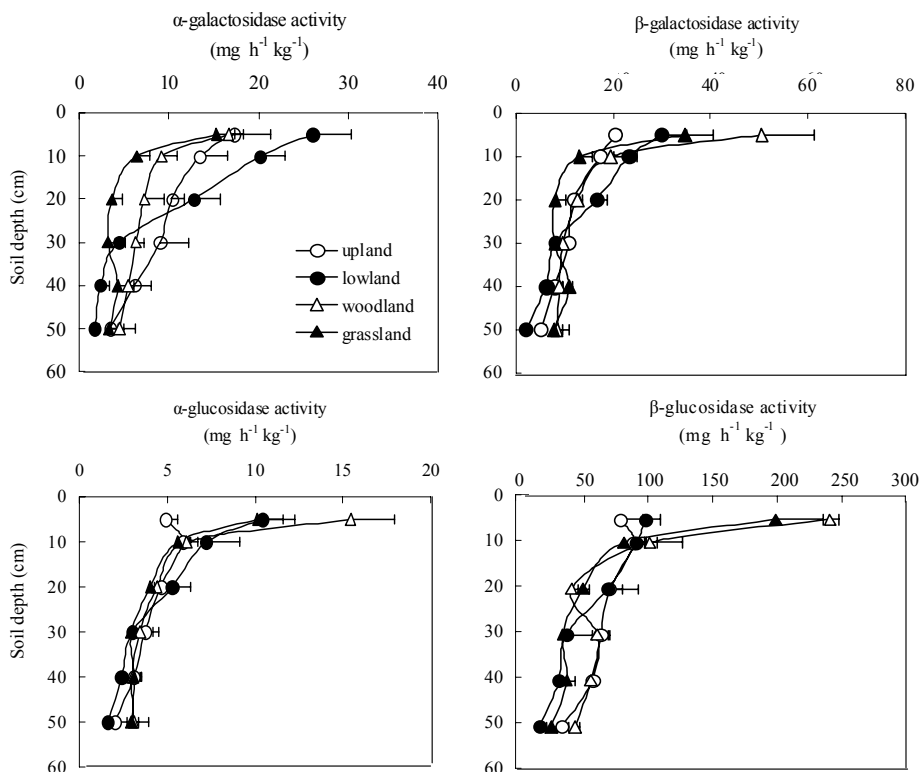 α-galactosidase activity
(mg h⁻¹ kg⁻¹)
0 10 20 30 40
0
10
20
30
40
50
60
Soil depth (cm)
upland
lowland
woodland
grassland
β-galactosidase activity
(mg h⁻¹ kg⁻¹)
0 20 40 60 80
0
10
20
30
40
50
60
α-glucosidase activity
(mg h⁻¹ kg⁻¹)
0 5 10 15 20
0
10
20
30
40
50
60
Soil depth (cm)
β-glucosidase activity
(mg h⁻¹ kg⁻¹)
0 50 100 150 200 300
0
10
20
30
40
50
60